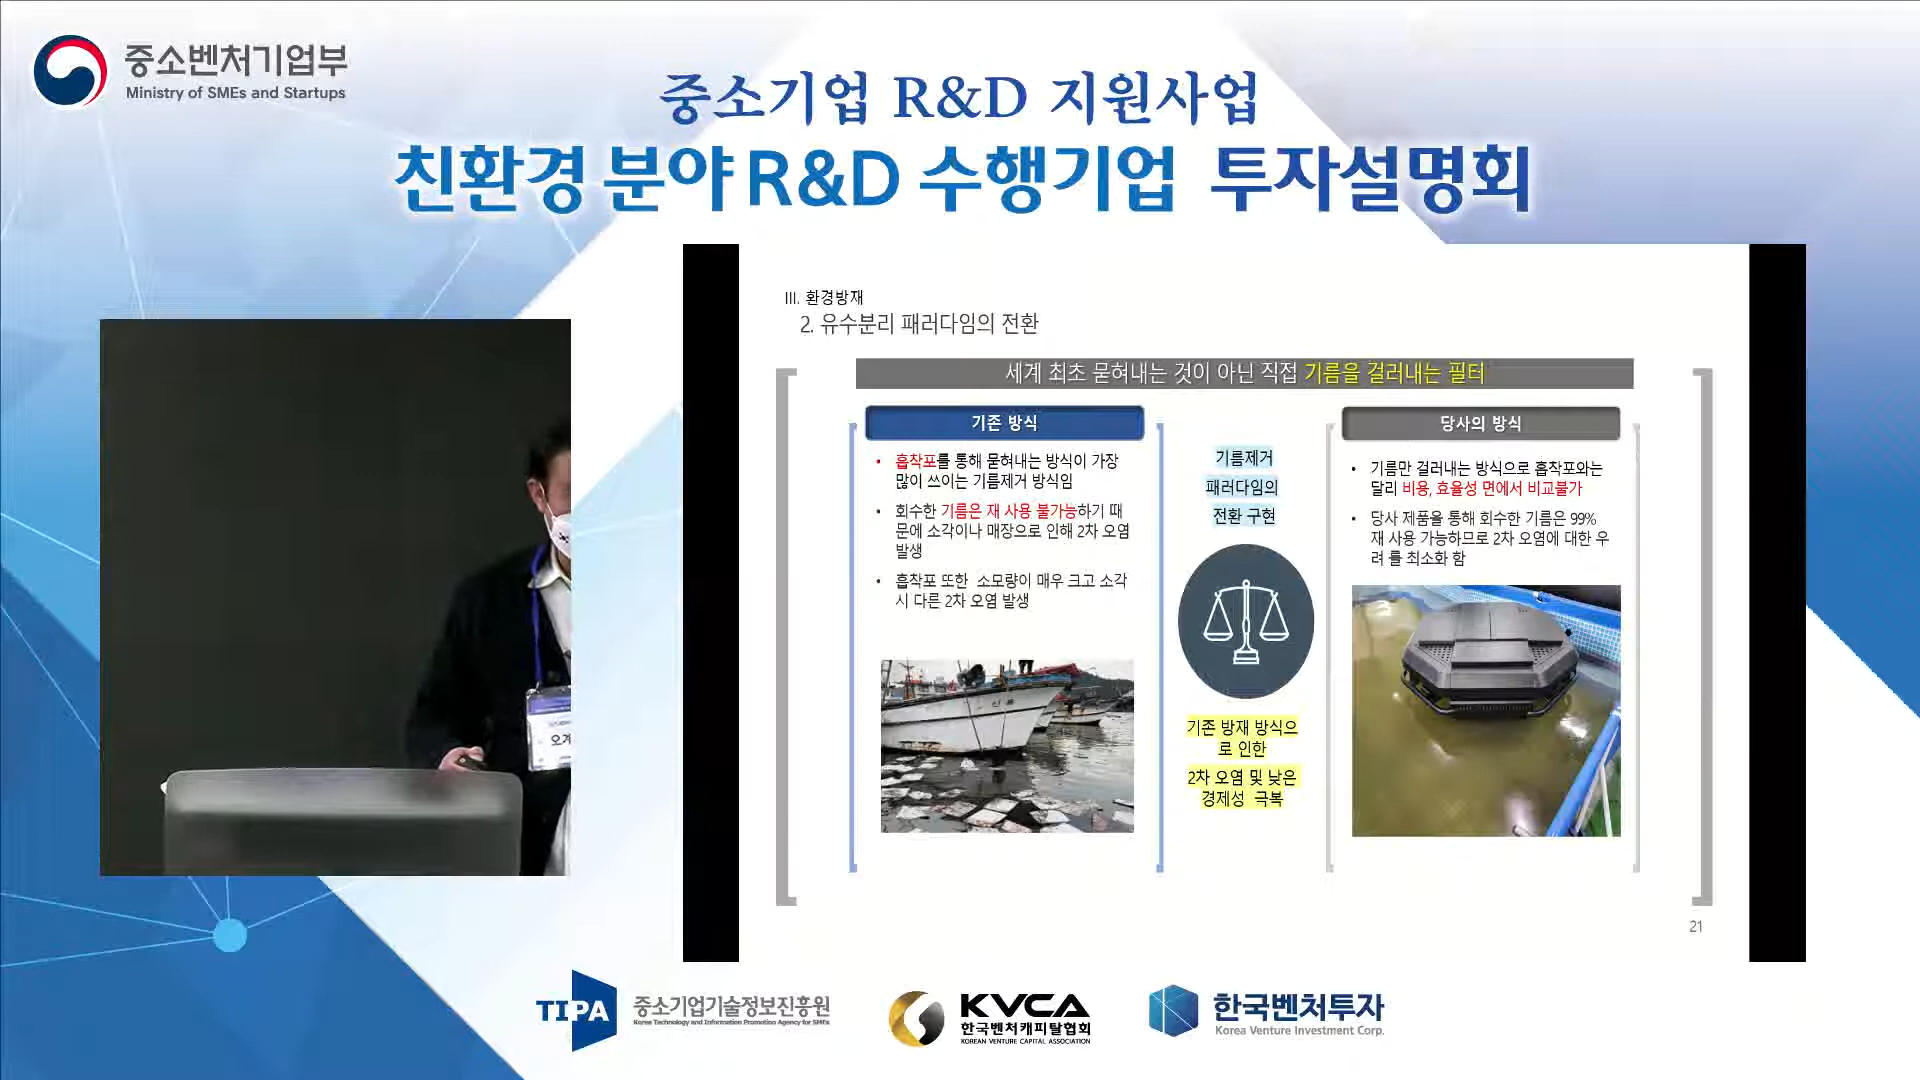 중소벤처기업부
Ministry of SMEs and Startups
중소기업 R&D 지원사업
친환경 분야 R&D 수행기업 투자설명회
III. 환경방재
2. 유수분리 패러다임의 전환
세계 최초 묻혀내는 것이 아닌 직접 기름을 걸러내는 필터
기존 방식
• 흡착포를 통해 묻혀내는 방식이 가장
많이 쓰이는 기름제거 방식임
• 회수한 기름은 재 사용 불가능하기 때
문에 소각이나 매장으로 인해 2차 오염
발생
• 흡착포 또한 소모량이 매우 크고 소각
시 다른 2차 오염 발생
기름제거
패러다임의
전환 구현
기존 방재 방식으
로 인한
2차 오염 및 낮은
경제성 극복
당사의 방식
• 기름만 걸러내는 방식으로 흡착포와는
달리 비용, 효율성 면에서 비교불가
• 당사 제품을 통해 회수한 기름은 99%
재 사용 가능하므로 2차 오염에 대한 우
려 를 최소화 함
21
TIPA 중소기업기술정보진흥원
Korea Technology and Information Promotion Agency for SMEs
KVCA
한국벤처캐피탈협회
KOREAN VENTURE CAPITAL ASSOCIATION
한국벤처투자
Korea Venture Investment Corp.